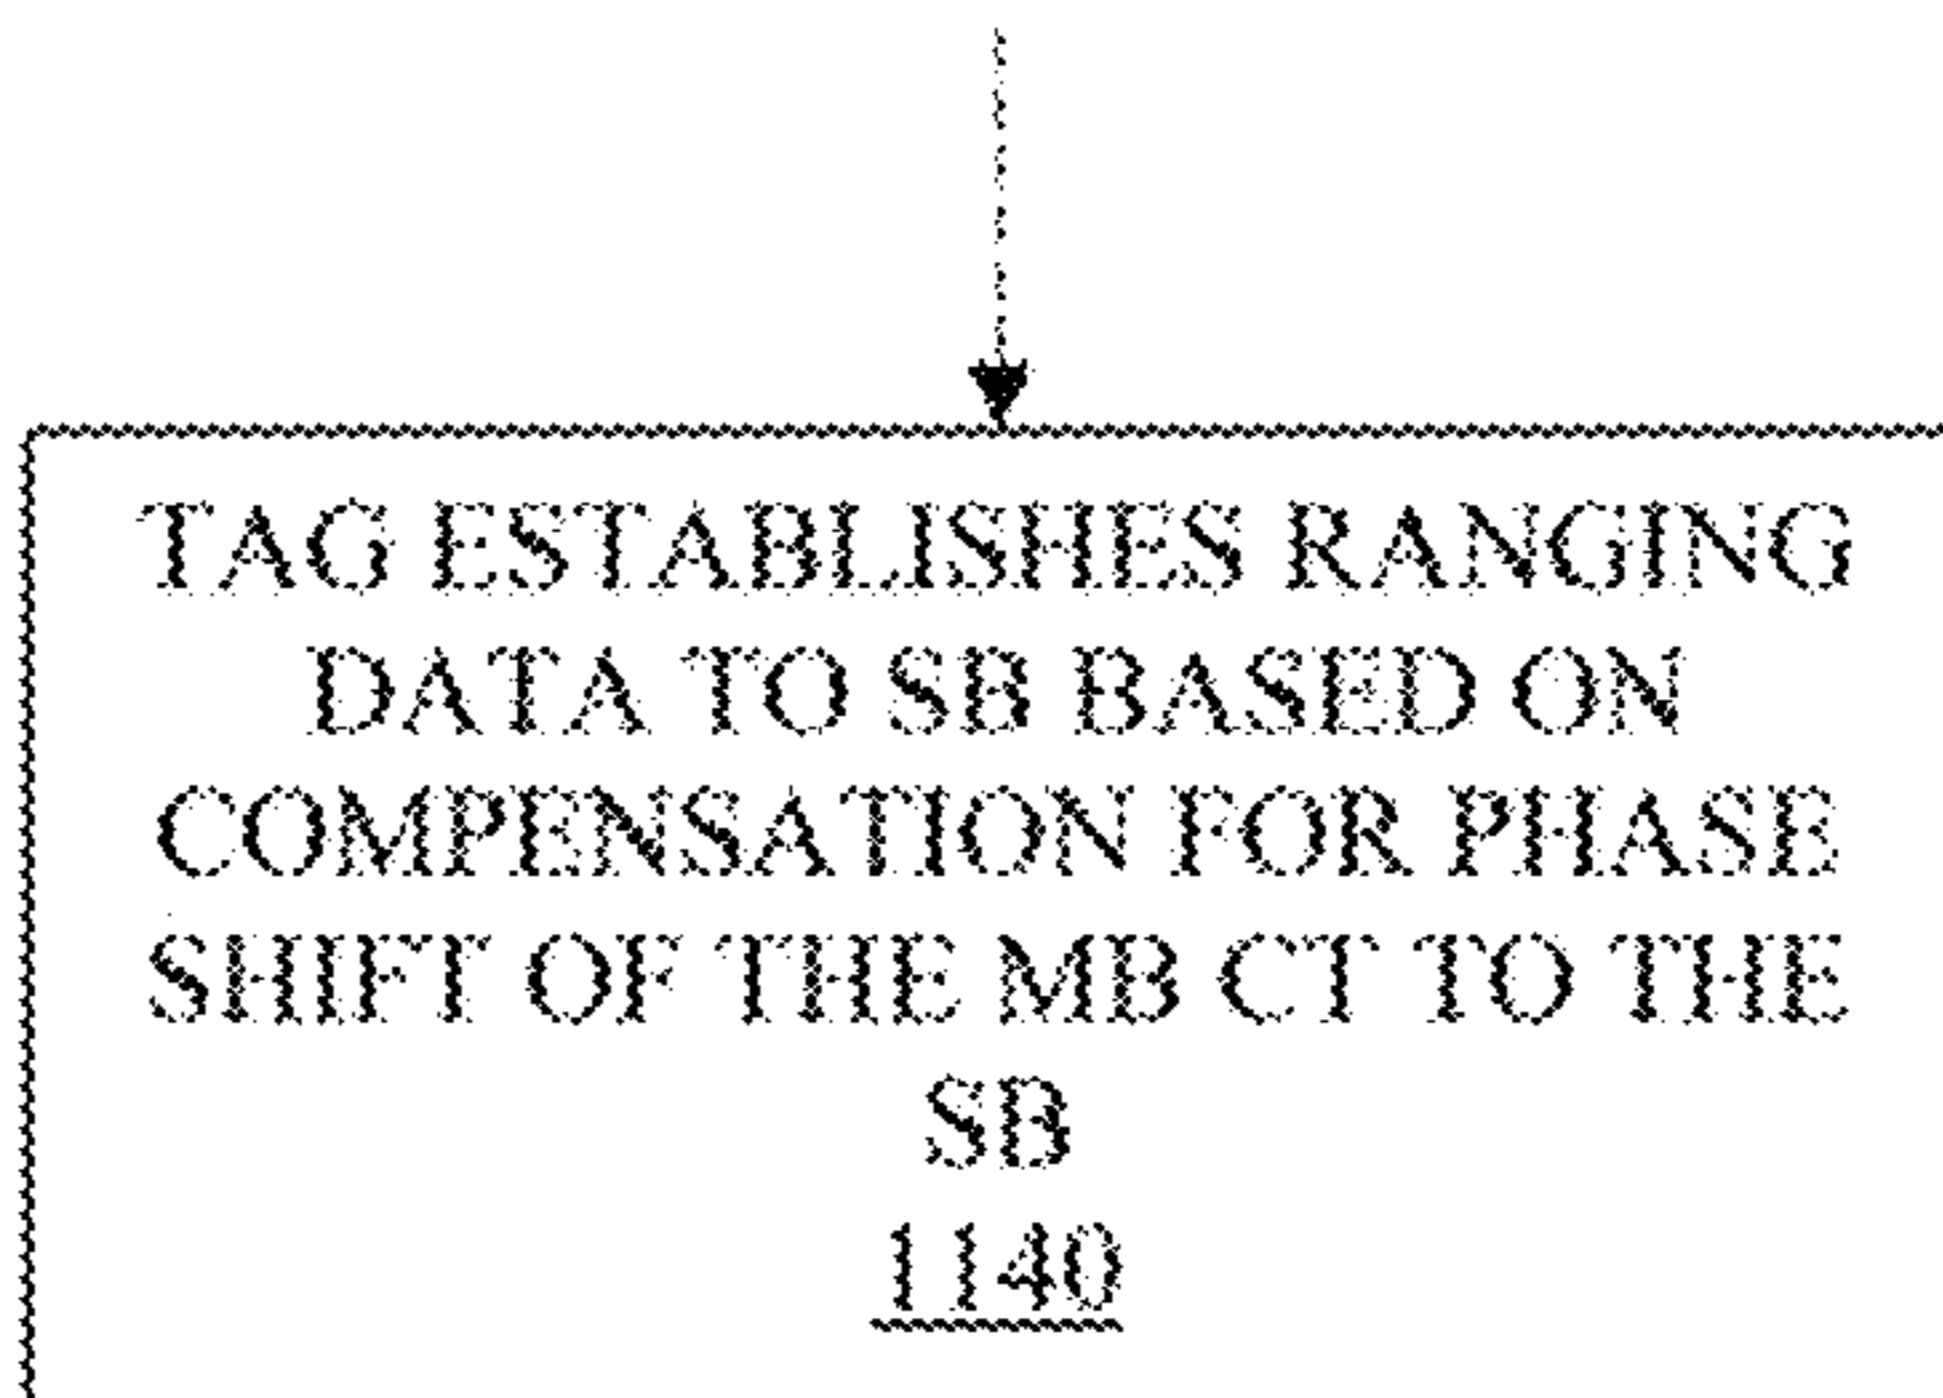 TAG ESTABLISHES RANGING
DATA TO SB BASED ON
COMPENSATION FOR PHASE
SHIFT OF THE MB CT TO THE
SB
1140